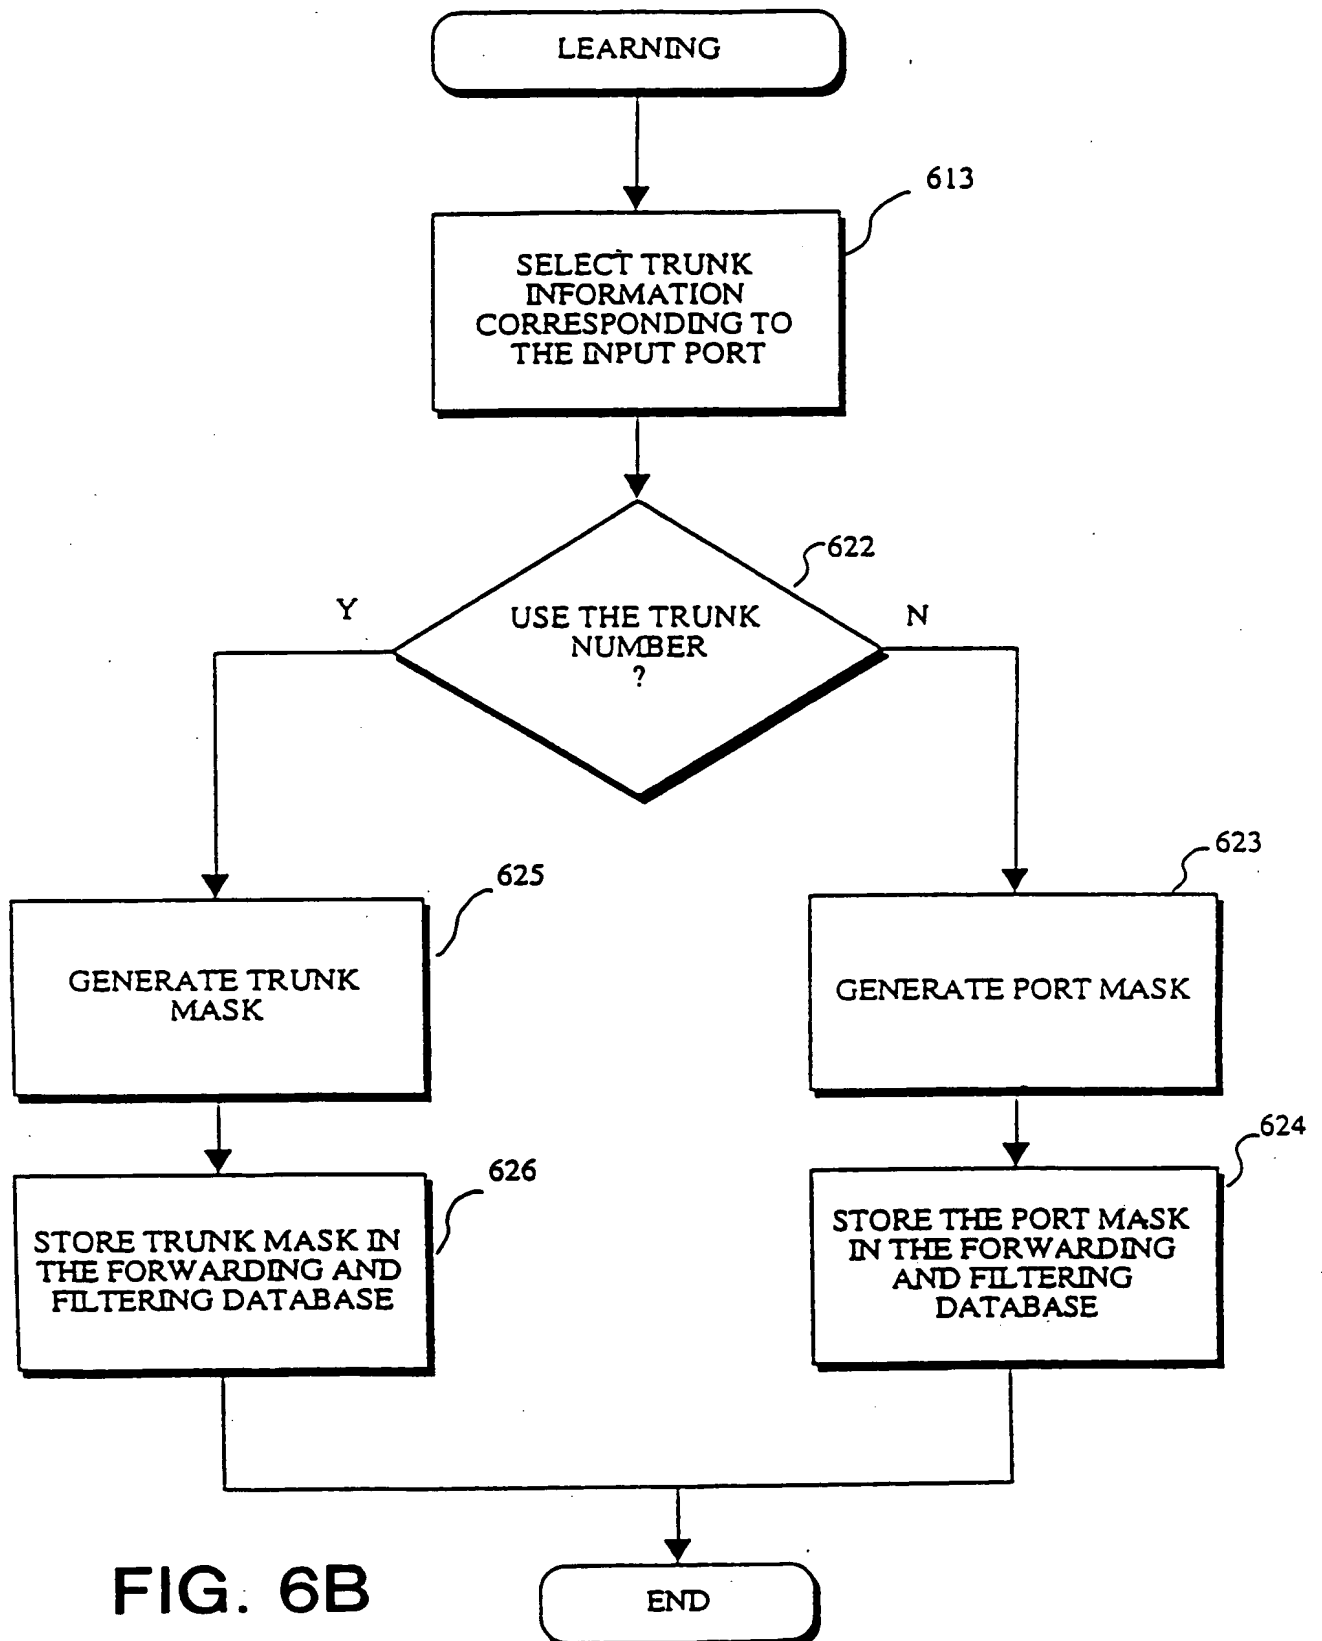 LEARNING
613
SELECT TRUNK
INFORMATION
CORRESPONDING TO
THE INPUT PORT
622
Y
USE THE TRUNK
NUMBER
?
N
625
GENERATE TRUNK
MASK
623
GENERATE PORT MASK
626
STORE TRUNK MASK IN
THE FORWARDING AND
FILTERING DATABASE
624
STORE THE PORT MASK
IN THE FORWARDING
AND FILTERING
DATABASE
FIG. 6B
END